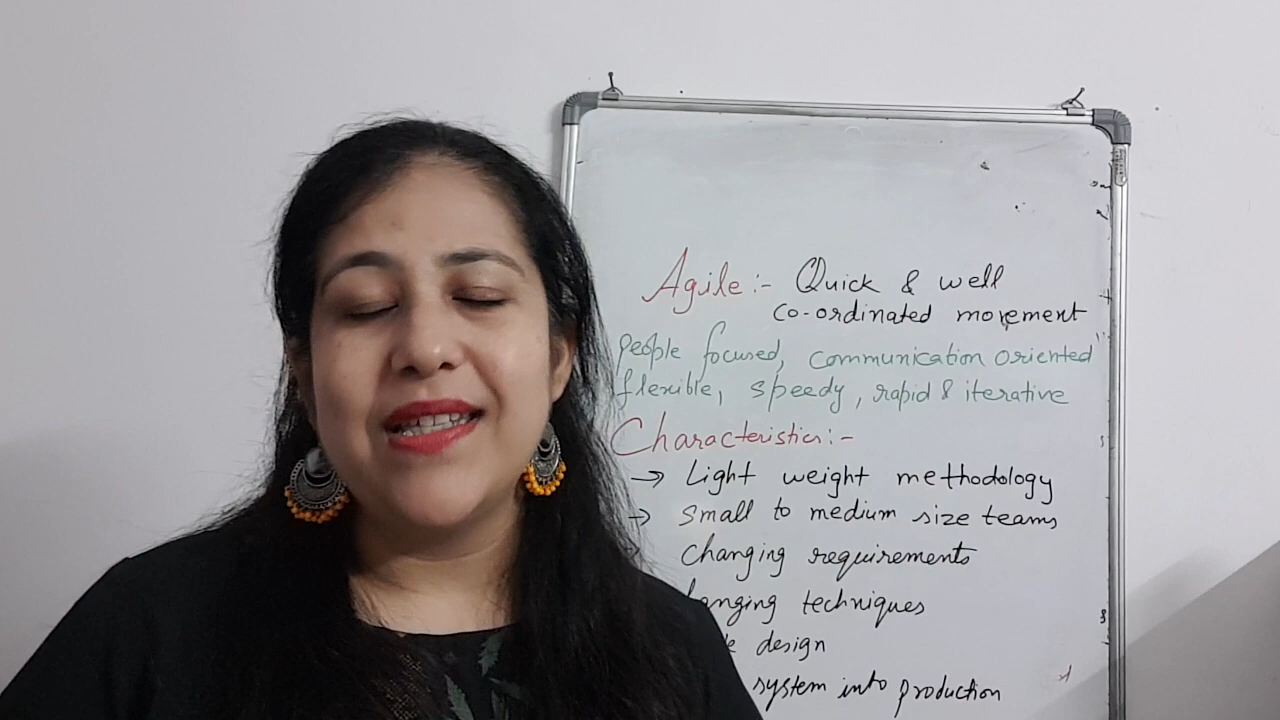 Agile :- Quick & well
co-ordinated movement
people focused, communication oriented
flexible, speedy, rapid & iterative
Characteristics:-
→ Light weight methodology
→ Small to medium size teams
changing requirements
anging techniques
design
system into production